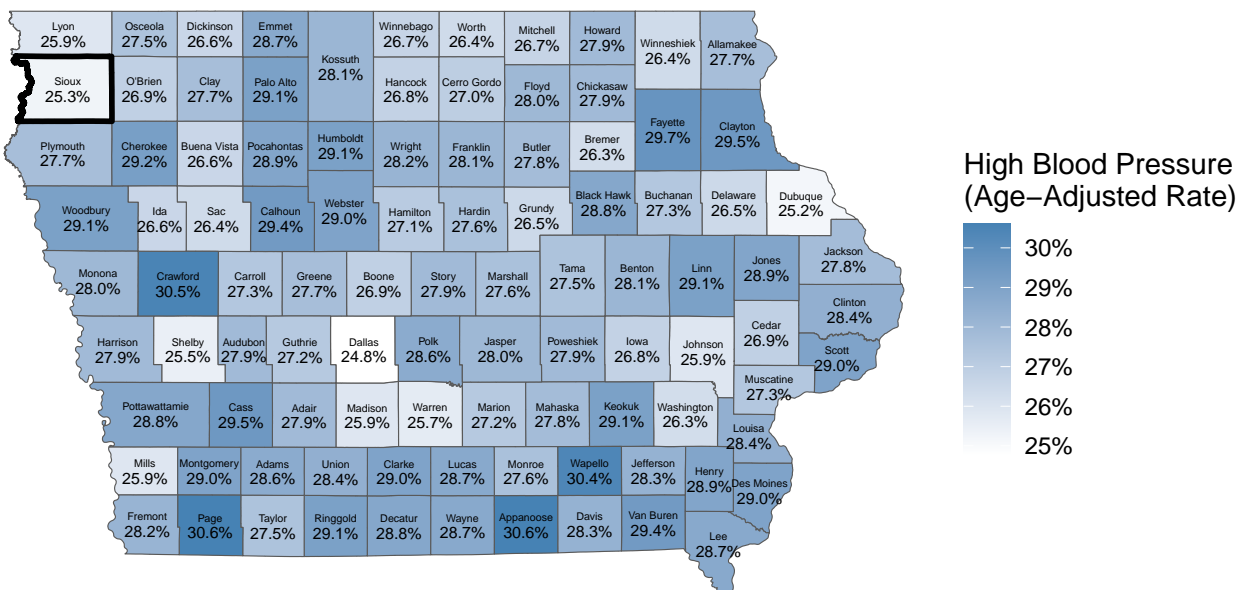 Lyon
25.9%
Osceola
27.5%
Dickinson
26.6%
Emmet
28.7%
Kossuth
28.1%
Winnebago
26.7%
Worth
26.4%
Mitchell
26.7%
Howard
27.9%
Winneshiek
26.4%
Allamakee
27.7%
Sioux
25.3%
O'Brien
26.9%
Clay
27.7%
Palo Alto
29.1%
Hancock
26.8%
Cerro Gordo
27.0%
Floyd
28.0%
Chickasaw
27.9%
Fayette
29.7%
Clayton
29.5%
Plymouth
27.7%
Cherokee
29.2%
Buena Vista
26.6%
Pocahontas
28.9%
Humboldt
29.1%
Wright
28.2%
Franklin
28.1%
Butler
27.8%
Bremer
26.3%
Woodbury
29.1%
Ida
26.6%
Sac
26.4%
Calhoun
29.4%
Webster
29.0%
Hamilton
27.1%
Hardin
27.6%
Grundy
26.5%
Black Hawk
28.8%
Buchanan
27.3%
Delaware
26.5%
Dubuque
25.2%
Monona
28.0%
Crawford
30.5%
Carroll
27.3%
Greene
27.7%
Boone
26.9%
Story
27.9%
Marshall
27.6%
Tama
27.5%
Benton
28.1%
Linn
29.1%
Jones
28.9%
Jackson
27.8%
Clinton
28.4%
Harrison
27.9%
Shelby
25.5%
Audubon
27.9%
Guthrie
27.2%
Dallas
24.8%
Polk
28.6%
Jasper
28.0%
Poweshiek
27.9%
Iowa
26.8%
Johnson
25.9%
Cedar
26.9%
Scott
29.0%
Muscatine
27.3%
Pottawattamie
28.8%
Cass
29.5%
Adair
27.9%
Madison
25.9%
Warren
25.7%
Marion
27.2%
Mahaska
27.8%
Keokuk
29.1%
Washington
26.3%
Louisa
28.4%
Mills
25.9%
Montgomery
29.0%
Adams
28.6%
Union
28.4%
Clarke
29.0%
Lucas
28.7%
Monroe
27.6%
Wapello
30.4%
Jefferson
28.3%
Henry
28.9%
Des Moines
29.0%
Fremont
28.2%
Page
30.6%
Taylor
27.5%
Ringgold
29.1%
Decatur
28.8%
Wayne
28.7%
Appanoose
30.6%
Davis
28.3%
Van Buren
29.4%
Lee
28.7%
High Blood Pressure
(Age−Adjusted Rate)
30%
29%
28%
27%
26%
25%